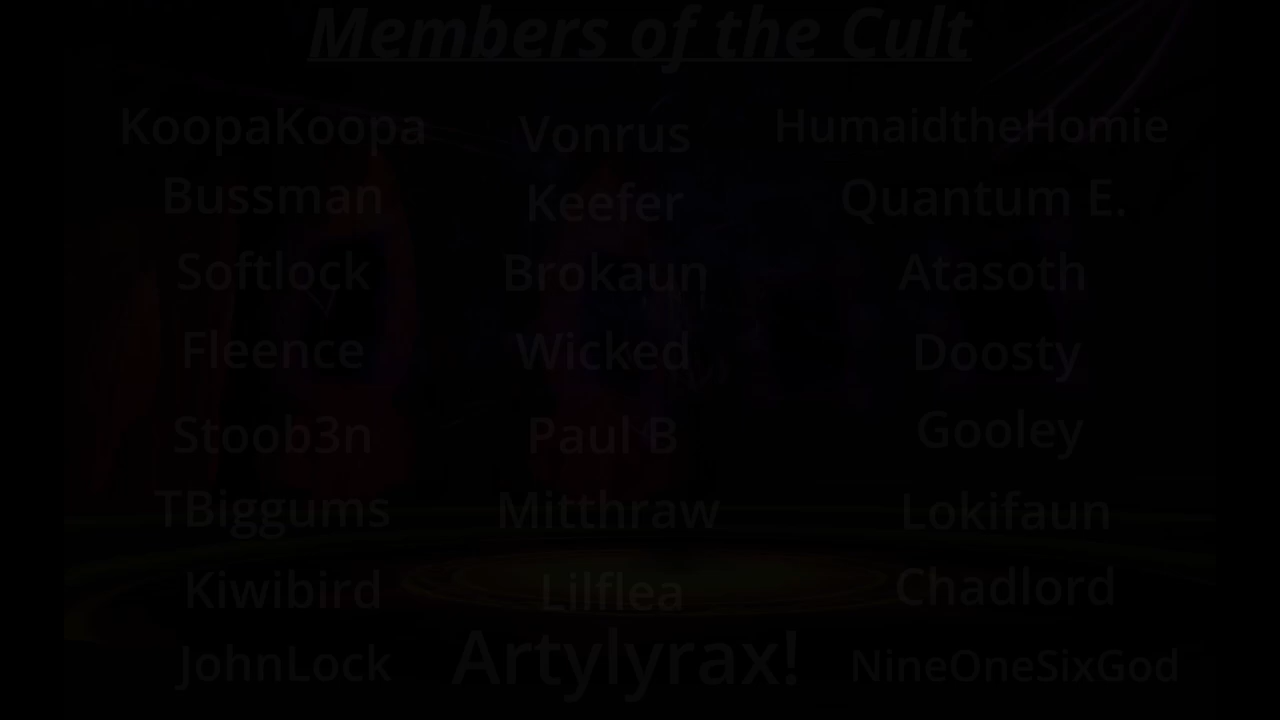 Members of the Cult
KoopaKoopa Vonrus HumaidtheHomie
Bussman Keefer Quantum E.
Softlock Brokaun Atasoth
Fleence Wicked Doosty
Stoob3n Paul B Gooley
TBiggums Mitthraw Lokifaun
Kiwibird Lilflea Chadlord
JohnLock Artylyrax! NineOneSixGod